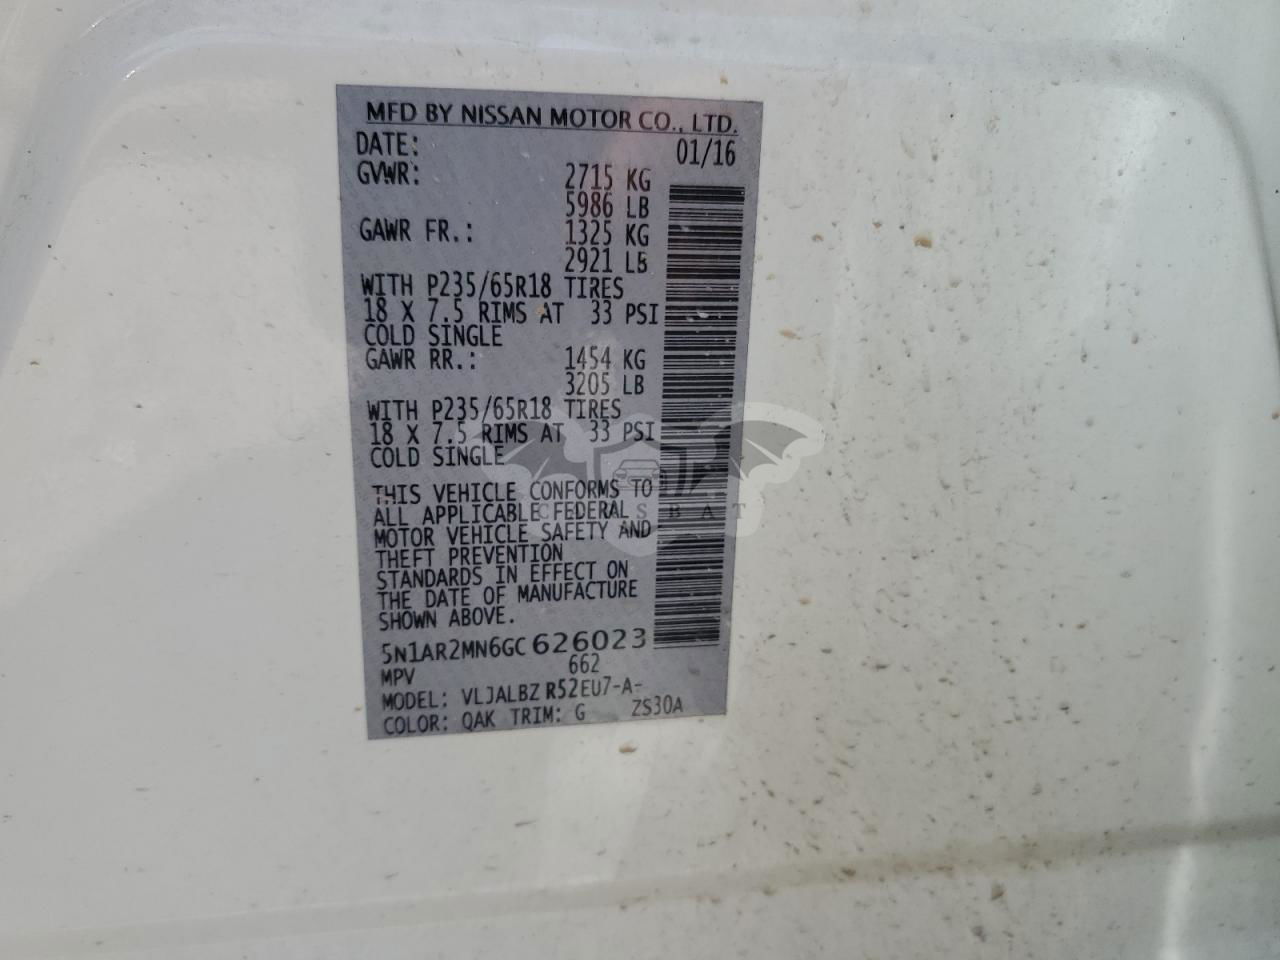 MFD BY NISSAN MOTOR CO., LTD.
DATE: 01/16
GVWR: 2715 KG
5986 LB
GAWR FR.: 1325 KG
2921 LB
WITH P235/65R18 TIRES
18 X 7.5 RIMS AT 33 PSI
COLD SINGLE
GAWR RR.: 1454 KG
3205 LB
WITH P235/65R18 TIRES
18 X 7.5 RIMS AT 33 PSI
COLD SINGLE
THIS VEHICLE CONFORMS TO
ALL APPLICABLE FEDERAL
MOTOR VEHICLE SAFETY AND
THEFT PREVENTION
STANDARDS IN EFFECT ON
THE DATE OF MANUFACTURE
SHOWN ABOVE.
5N1AR2MN6GC626023
MPV 662
MODEL: VLJALBZ R52EU7-A-
COLOR: QAK TRIM: G ZS30A